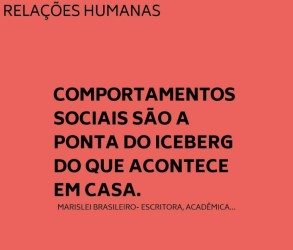 RELAÇÕES HUMANAS
COMPORTAMENTOS
SOCIAIS SÃO A
PONTA DO ICEBERG
DO QUE ACONTECE
EM CASA.
MARISLEI BRASILEIRO- ESCRITORA, ACADÊMICA...